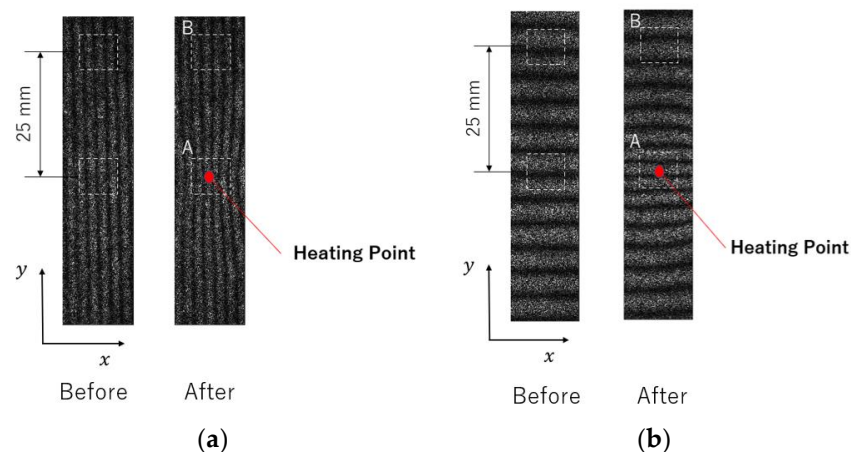 B
25 mm
A
Heating Point
y
x
Before After
(a)
B
25 mm
A
Heating Point
y
x
Before After
(b)